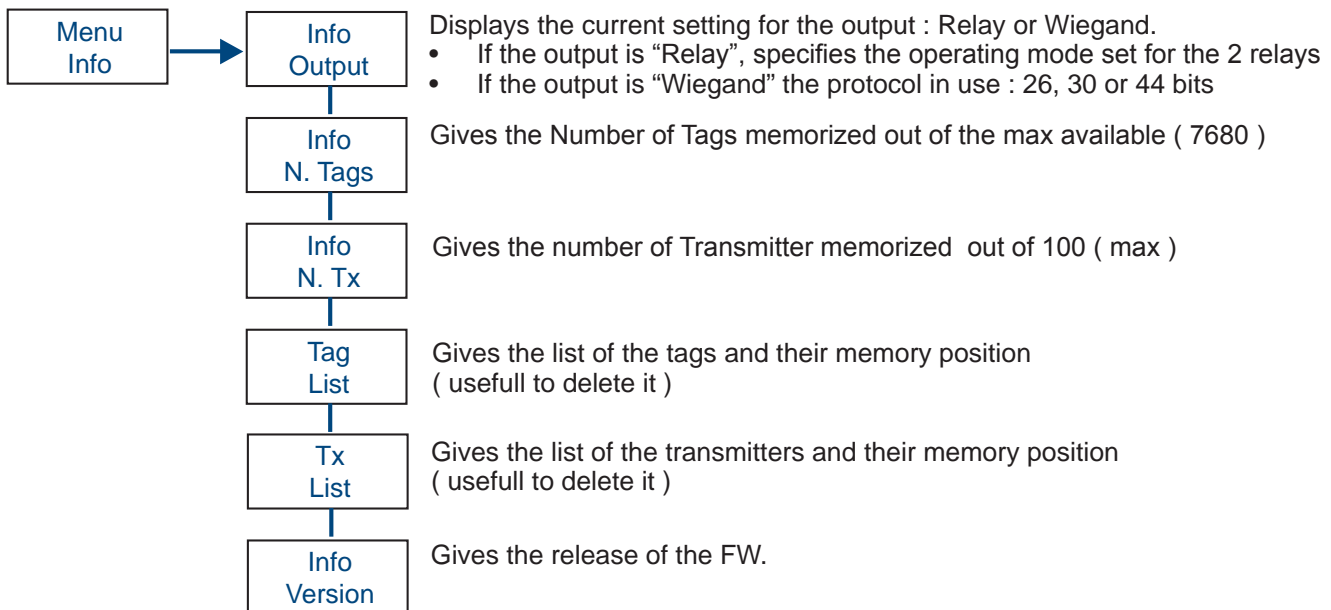 Menu
Info
Info
Output
Displays the current setting for the output : Relay or Wiegand.
• If the output is “Relay”, specifies the operating mode set for the 2 relays
• If the output is “Wiegand” the protocol in use : 26, 30 or 44 bits
Info
N. Tags
Gives the Number of Tags memorized out of the max available ( 7680 )
Info
N. Tx
Gives the number of Transmitter memorized out of 100 ( max )
Tag
List
Gives the list of the tags and their memory position
( usefull to delete it )
Tx
List
Gives the list of the transmitters and their memory position
( usefull to delete it )
Info
Version
Gives the release of the FW.